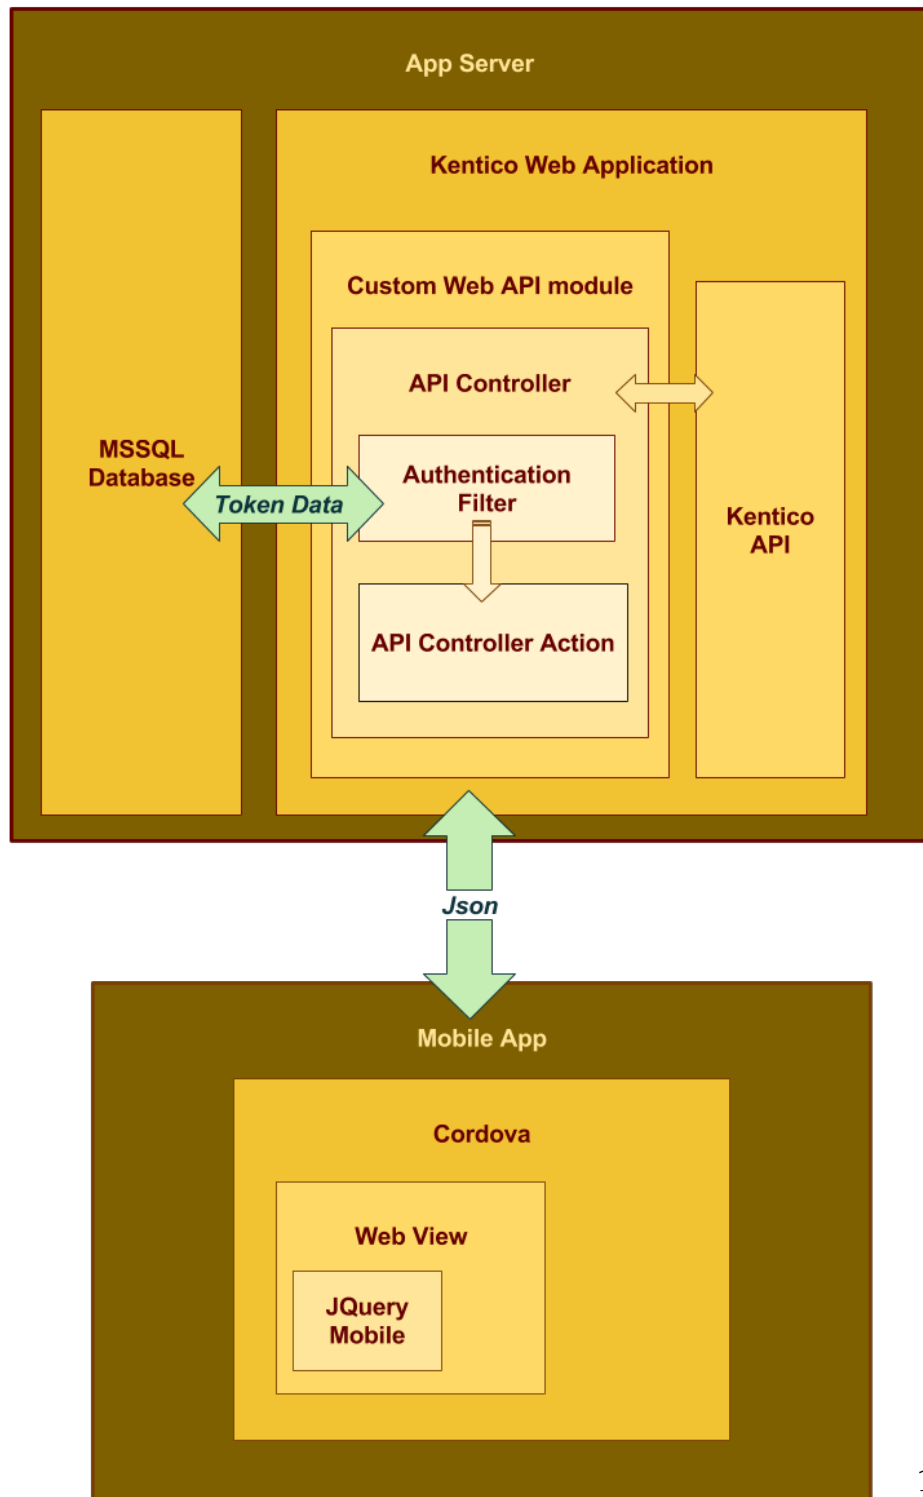 App Server
Kentico Web Application
Custom Web API module
API Controller
MSSQL
Database
Token Data
Authentication
Filter
Kentico
API
API Controller Action
Json
Mobile App
Cordova
Web View
JQuery
Mobile